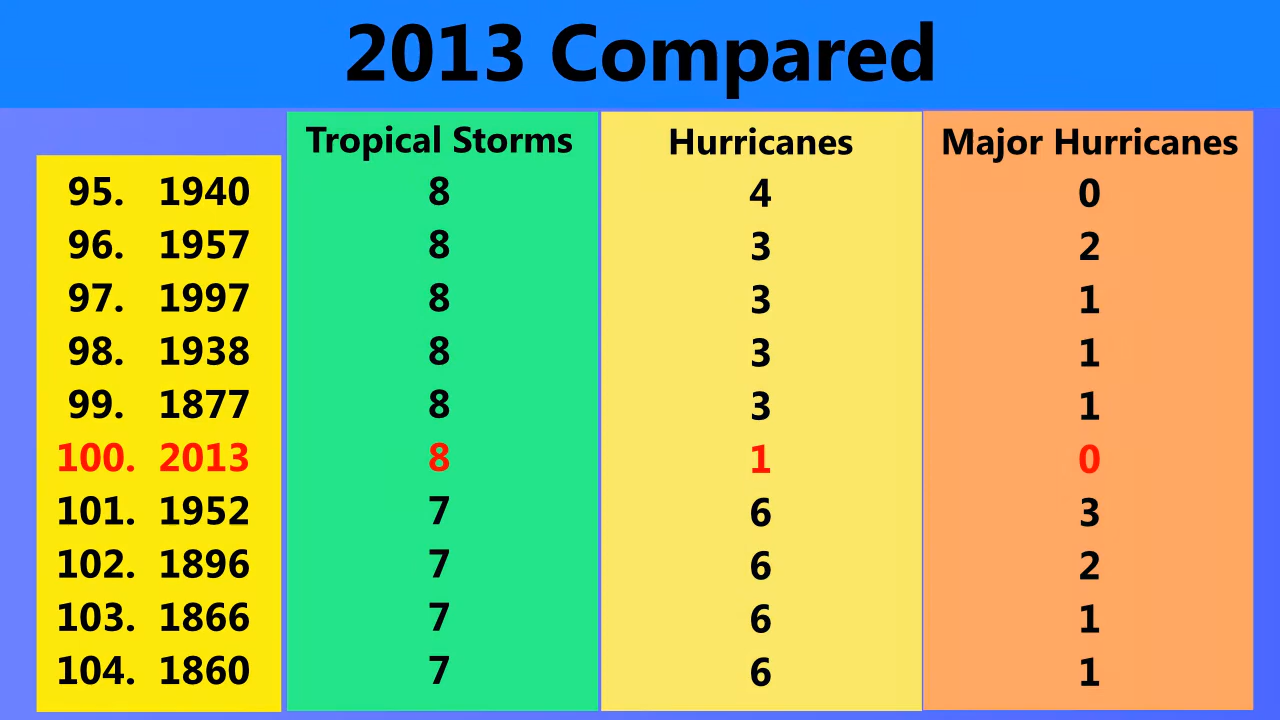 2013 Compared
Tropical Storms Hurricanes Major Hurricanes
95. 1940 8 4 0
96. 1957 8 3 2
97. 1997 8 3 1
98. 1938 8 3 1
99. 1877 8 3 1
100. 2013 8 1 0
101. 1952 7 6 3
102. 1896 7 6 2
103. 1866 7 6 1
104. 1860 7 6 1